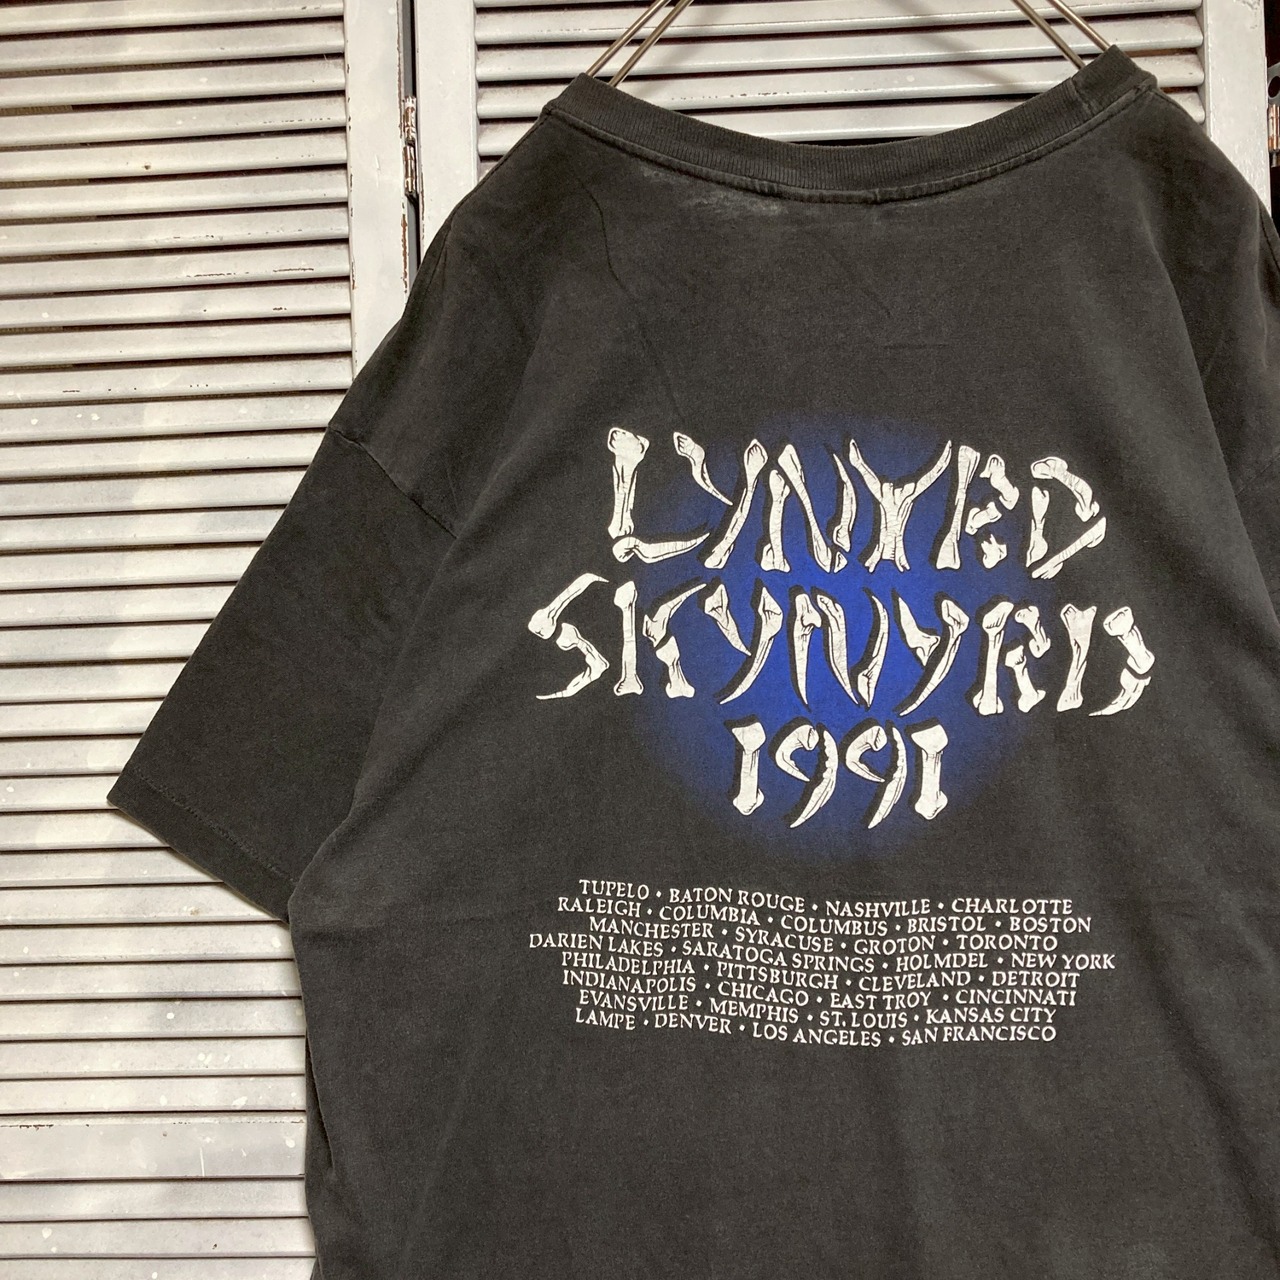 LYNYRD
SKYNYRD
1991
TUPELO • BATON ROUGE • NASHVILLE • CHARLOTTE
RALEIGH • COLUMBIA • COLUMBUS • BRISTOL • BOSTON
MANCHESTER • SYRACUSE • GROTON • TORONTO
DARIEN LAKES • SARATOGA SPRINGS • HOLMDEL • NEW YORK
PHILADELPHIA • PITTSBURGH • CLEVELAND • DETROIT
INDIANAPOLIS • CHICAGO • EAST TROY • CINCINNATI
EVANSVILLE • MEMPHIS • ST. LOUIS • KANSAS CITY
LAMPE • DENVER • LOS ANGELES • SAN FRANCISCO